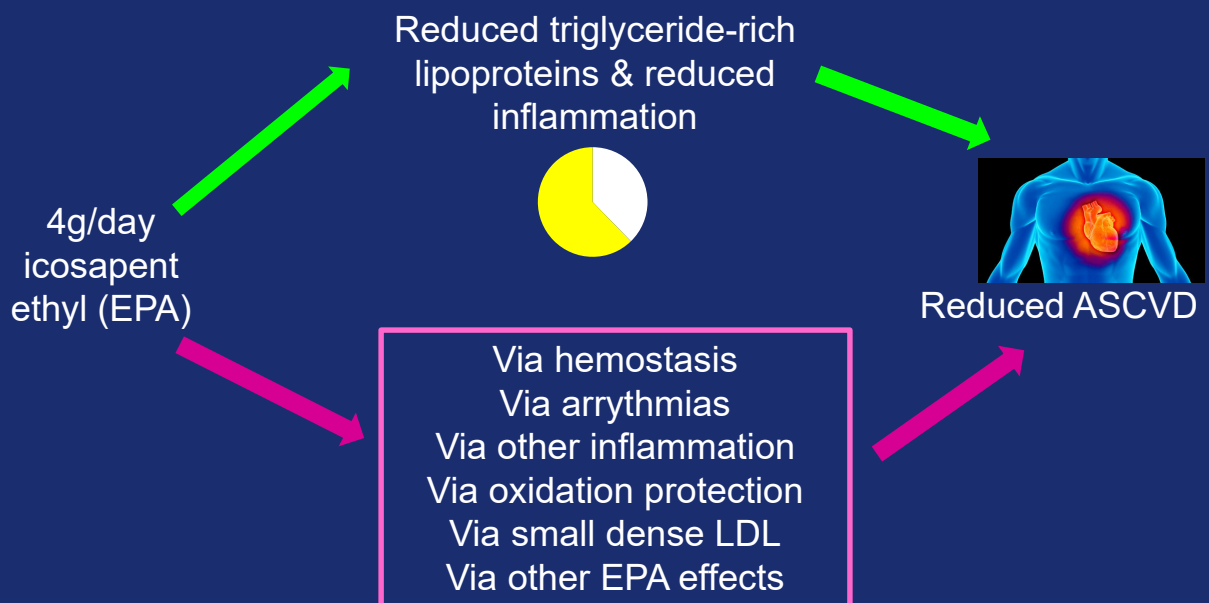 Reduced triglyceride-rich
lipoproteins & reduced
inflammation
4g/day
icosapent
ethyl (EPA)
Reduced ASCVD
Via hemostasis
Via arrythmias
Via other inflammation
Via oxidation protection
Via small dense LDL
Via other EPA effects